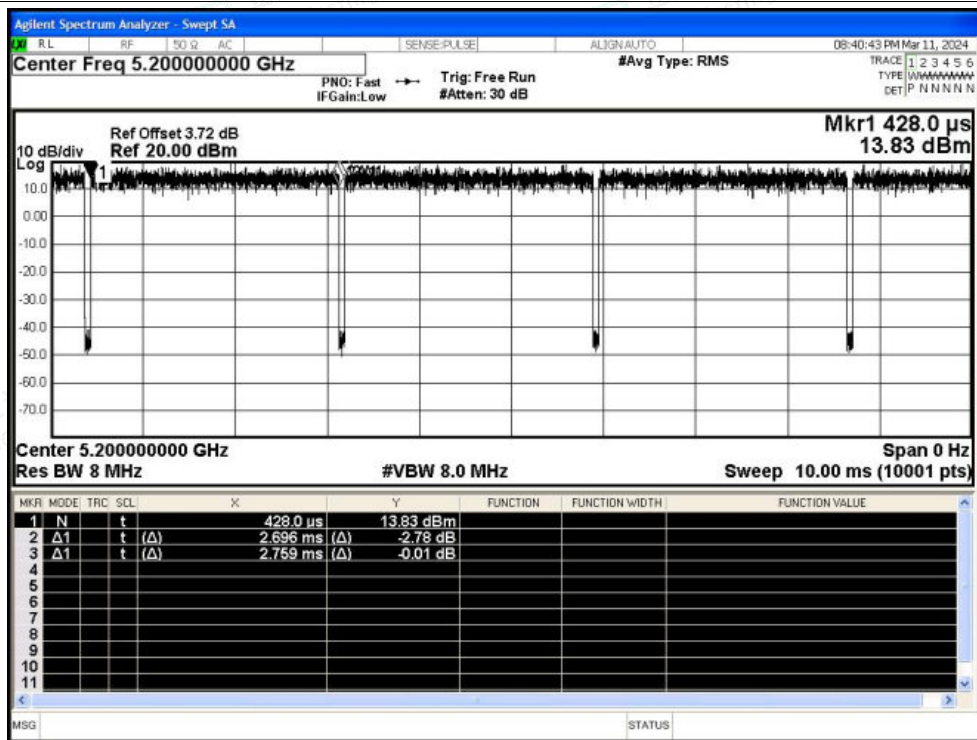 Agilent Spectrum Analyzer - Swept SA
LXI RL RF 50 Ω AC SENSE:PULSE ALIGNAUTO 08:40:43 PM Mar 11, 2024
Center Freq 5.200000000 GHz #Avg Type: RMS TRACE 1 2 3 4 5 6
PNO: Fast Trig: Free Run TYPE WWWWWW
IFGain:Low #Atten: 30 dB DET P N N N N N
Mkr1 428.0 µs
Ref Offset 3.72 dB
10 dB/div Ref 20.00 dBm 13.83 dBm
Log
1
10.0
0.00
-10.0
-20.0
-30.0
-40.0
-50.0
-60.0
-70.0
Center 5.200000000 GHz Span 0 Hz
Res BW 8 MHz #VBW 8.0 MHz Sweep 10.00 ms (10001 pts)
MKR MODE TRC SCL X Y FUNCTION FUNCTION WIDTH FUNCTION VALUE
1 N t 428.0 µs 13.83 dBm
2 Δ1 t (Δ) 2.696 ms (Δ) -2.78 dB
3 Δ1 t (Δ) 2.759 ms (Δ) -0.01 dB
4
5
6
7
8
9
10
11
MSG STATUS